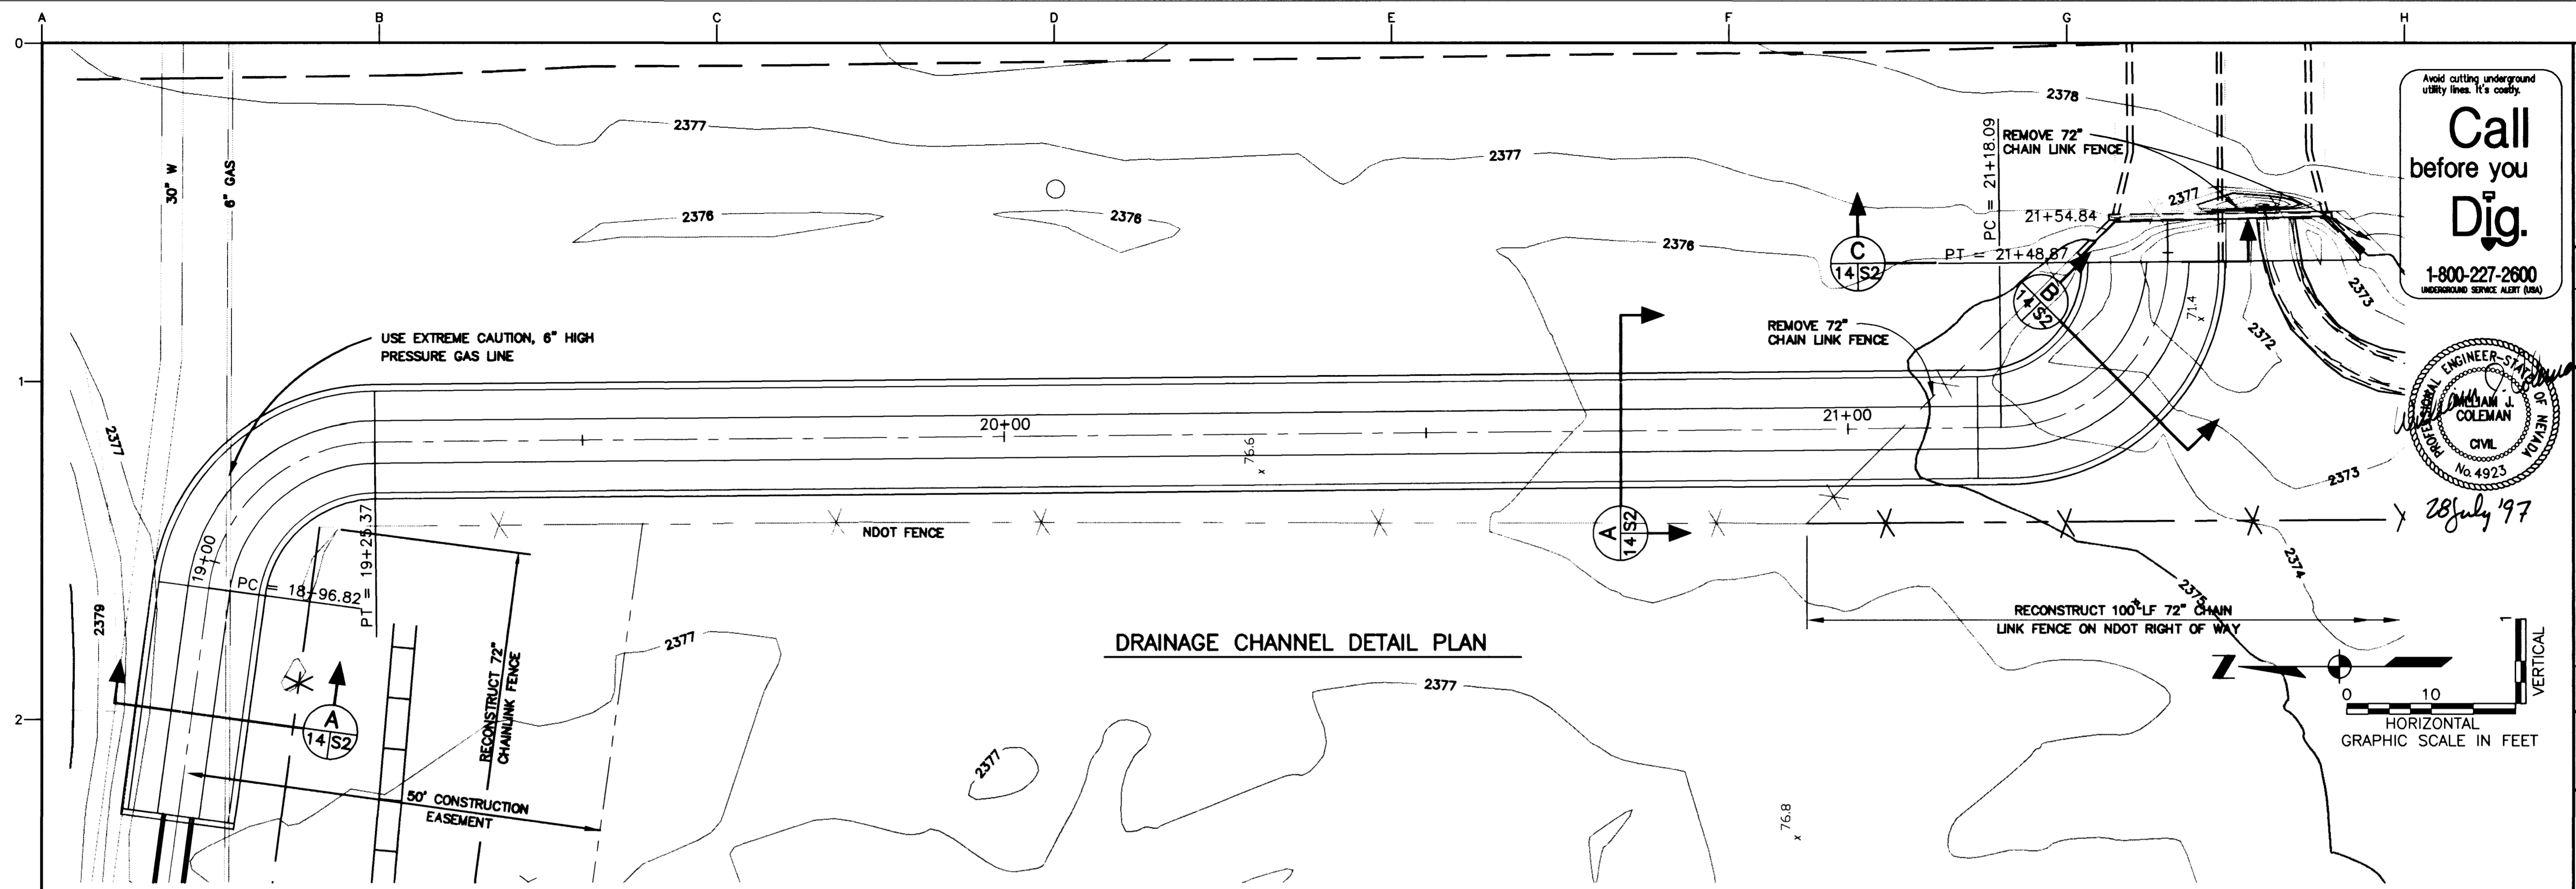 A B C D E F G H
0
1
2
30" W
6" GAS
2377
2377
2378
2376
2376
2376
2377
PC = 21+18.09
REMOVE 72"
CHAIN LINK FENCE
21+54.84
PT = 21+48.87
C
14 S2
B
14 S2
71.4
2373
2372
Avoid cutting underground
utility lines. It's costly.
Call
before you
Dig.
1-800-227-2600
UNDERGROUND SERVICE ALERT (USA)
USE EXTREME CAUTION, 6" HIGH
PRESSURE GAS LINE
REMOVE 72"
CHAIN LINK FENCE
20+00
21+00
76.6
2373
PROFESSIONAL ENGINEER-STATE OF NEVADA
WILLIAM J.
COLEMAN
CIVIL
No. 4923
28 July '97
2377
2379
19+00
PC = 18+96.82
PT = 19+25.37
NDOT FENCE
A
14 S2
2374
2375
RECONSTRUCT 100± LF 72" CHAIN
LINK FENCE ON NDOT RIGHT OF WAY
DRAINAGE CHANNEL DETAIL PLAN
RECONSTRUCT 72"
CHAINLINK FENCE
A
14 S2
50' CONSTRUCTION
EASEMENT
2377
2377
2377
76.8
Z
1
VERTICAL
0 10
HORIZONTAL
GRAPHIC SCALE IN FEET